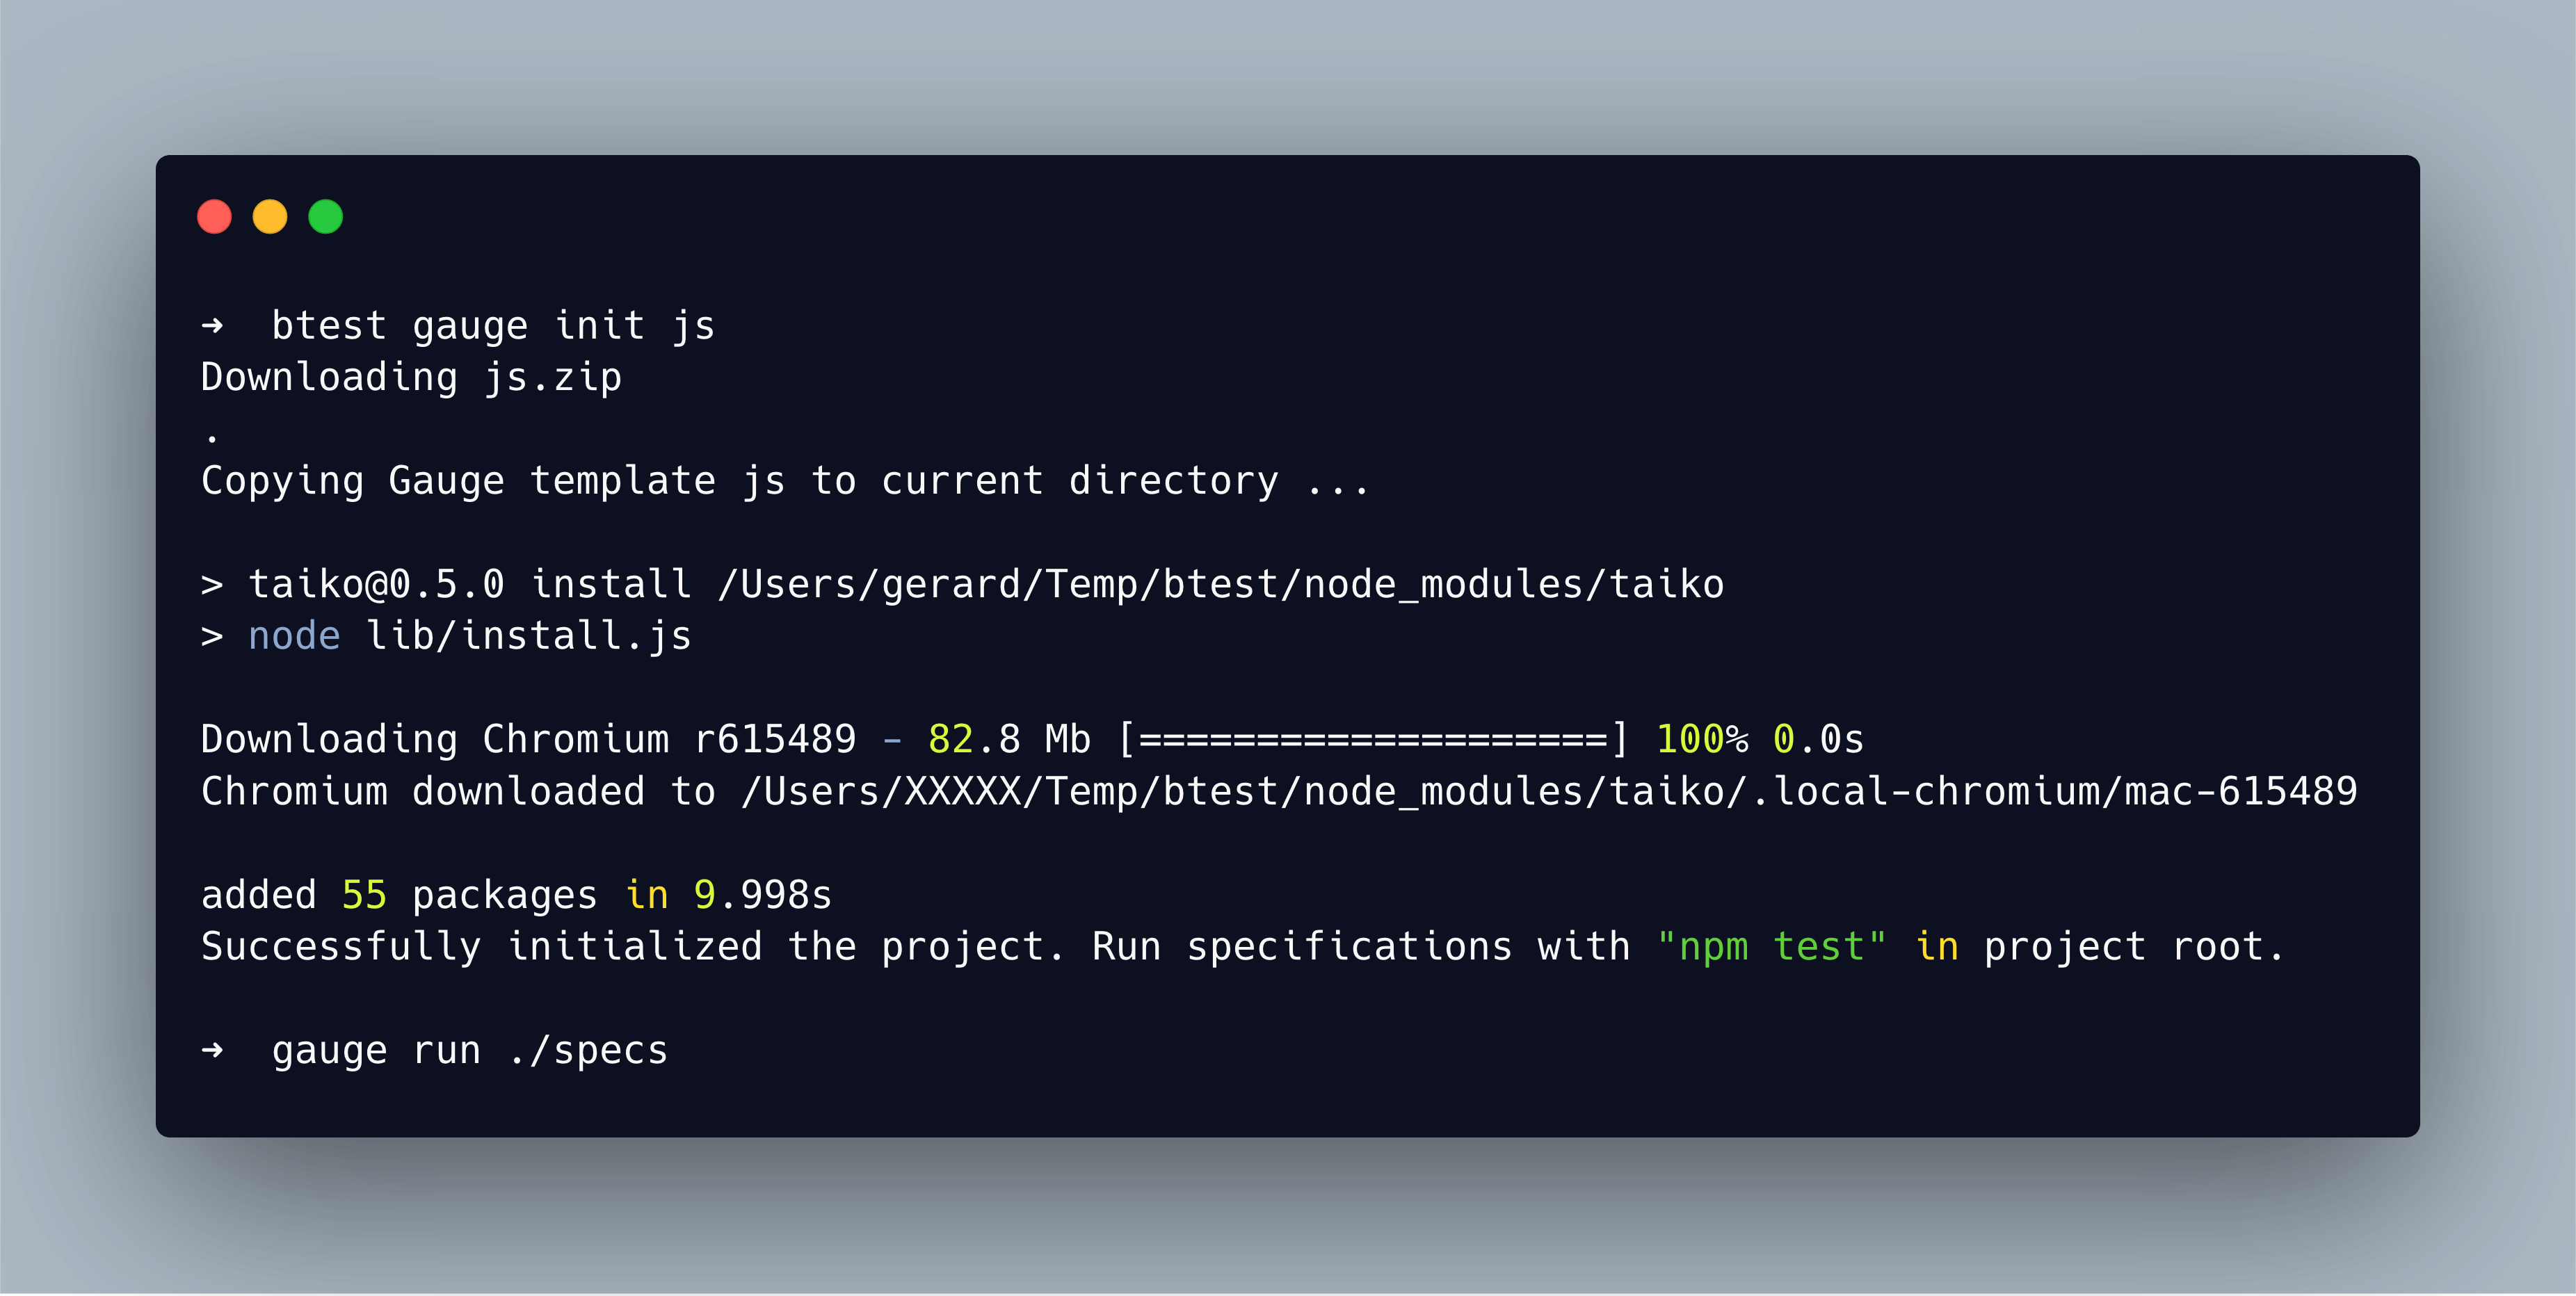 ➜  btest gauge init js
Downloading js.zip
.
Copying Gauge template js to current directory ...
> taiko@0.5.0 install /Users/gerard/Temp/btest/node_modules/taiko
> node lib/install.js
Downloading Chromium r615489 - 82.8 Mb [====================] 100% 0.0s
Chromium downloaded to /Users/XXXXX/Temp/btest/node_modules/taiko/.local-chromium/mac-615489
added 55 packages in 9.998s
Successfully initialized the project. Run specifications with "npm test" in project root.
➜  gauge run ./specs